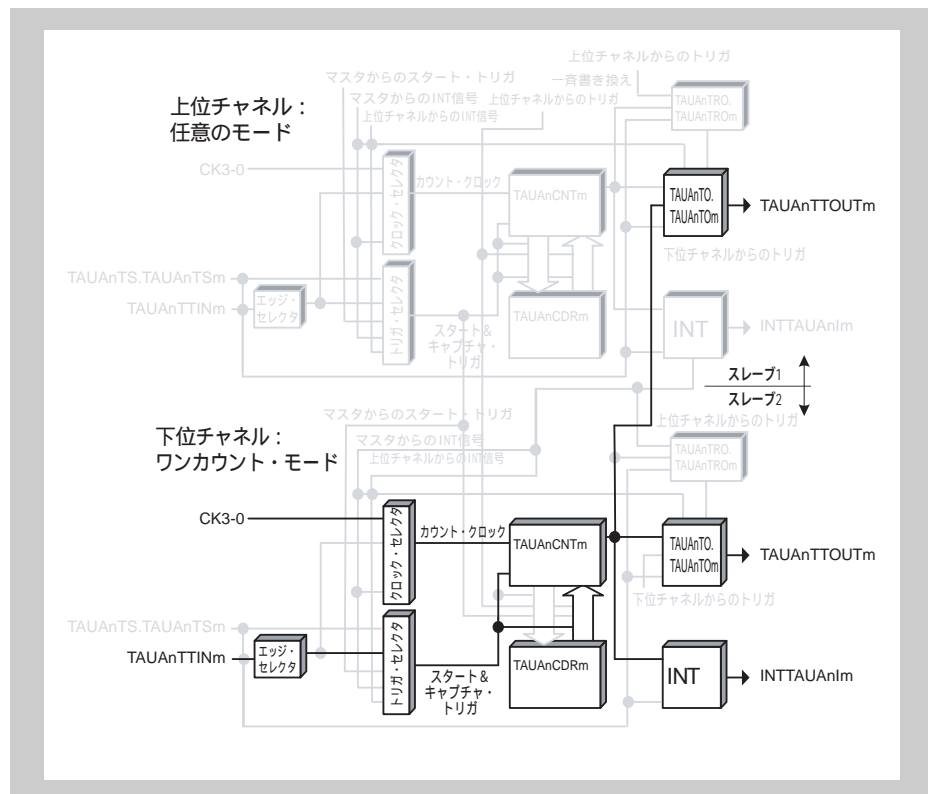 上位チャネルからのトリガ
マスタからのスタート・トリガ
一斉書き換え
マスタからのINT信号
上位チャネルからのトリガ
上位チャネルからのINT信号
TAUAnTRO.
TAUAnTROm
上位チャネル：
任意のモード
CK3-0
クロック・セレクタ
カウント・クロック
TAUAnCNTm
TAUAnTO.
TAUAnTOm
TAUAnTTOUTm
下位チャネルからのトリガ
TAUAnTS.TAUAnTSm
TAUAnTTINm
エッジ・
セレクタ
トリガ・セレクタ
スタート&
キャプチャ・
トリガ
TAUAnCDRm
INT
INTTAUAnIm
スレーブ1
スレーブ2
マスタからのスタート・トリガ
上位チャネルからのトリガ
マスタからのINT信号
上位チャネルからのINT信号
TAUAnTRO.
TAUAnTROm
下位チャネル：
ワンカウント・モード
CK3-0
クロック・セレクタ
カウント・クロック
TAUAnCNTm
TAUAnTO.
TAUAnTOm
TAUAnTTOUTm
下位チャネルからのトリガ
TAUAnTS.TAUAnTSm
TAUAnTTINm
エッジ・
セレクタ
トリガ・セレクタ
スタート&
キャプチャ・
トリガ
TAUAnCDRm
INT
INTTAUAnIm